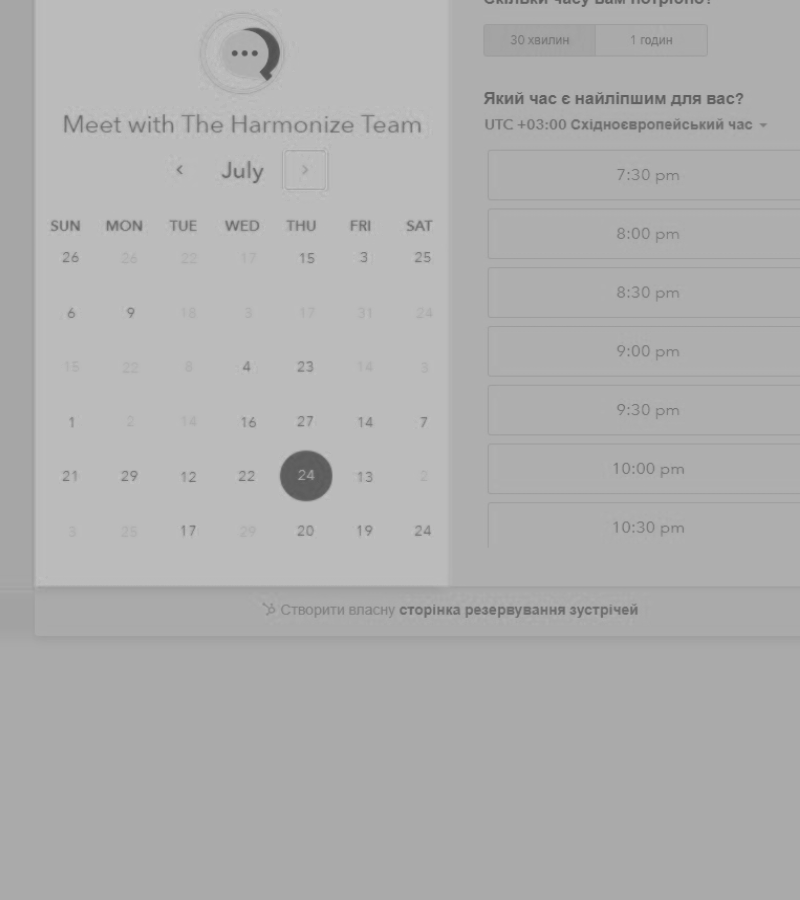 Скільки часу вам потрібно?
30 хвилин 1 годин
Meet with The Harmonize Team
Який час є найліпшим для вас?
UTC +03:00 Східноєвропейський час
July
SUN MON TUE WED THU FRI SAT
26 26 22 17 15 3 25
6 9 18 3 17 31 24
15 22 8 4 23 14 3
1 2 14 16 27 14 7
21 29 12 22 24 13 2
3 25 17 29 20 19 24
7:30 pm
8:00 pm
8:30 pm
9:00 pm
9:30 pm
10:00 pm
10:30 pm
Створити власну сторінка резервування зустрічей